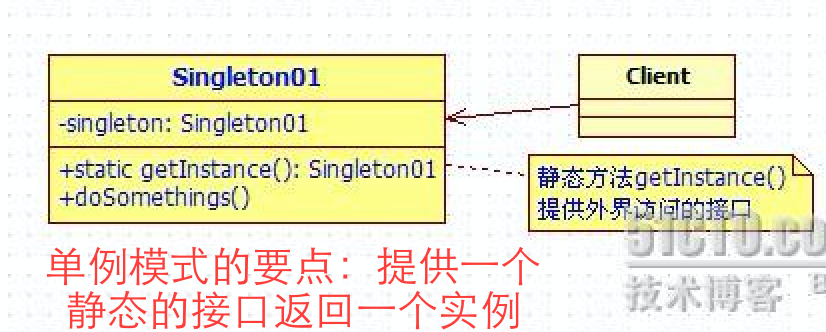 Singleton01
Client
-singleton: Singleton01
+static getInstance(): Singleton01
+doSomethings()
静态方法getInstance()
提供外界访问的接口
单例模式的要点：提供一个
静态的接口返回一个实例
51CTO.co
技术博客